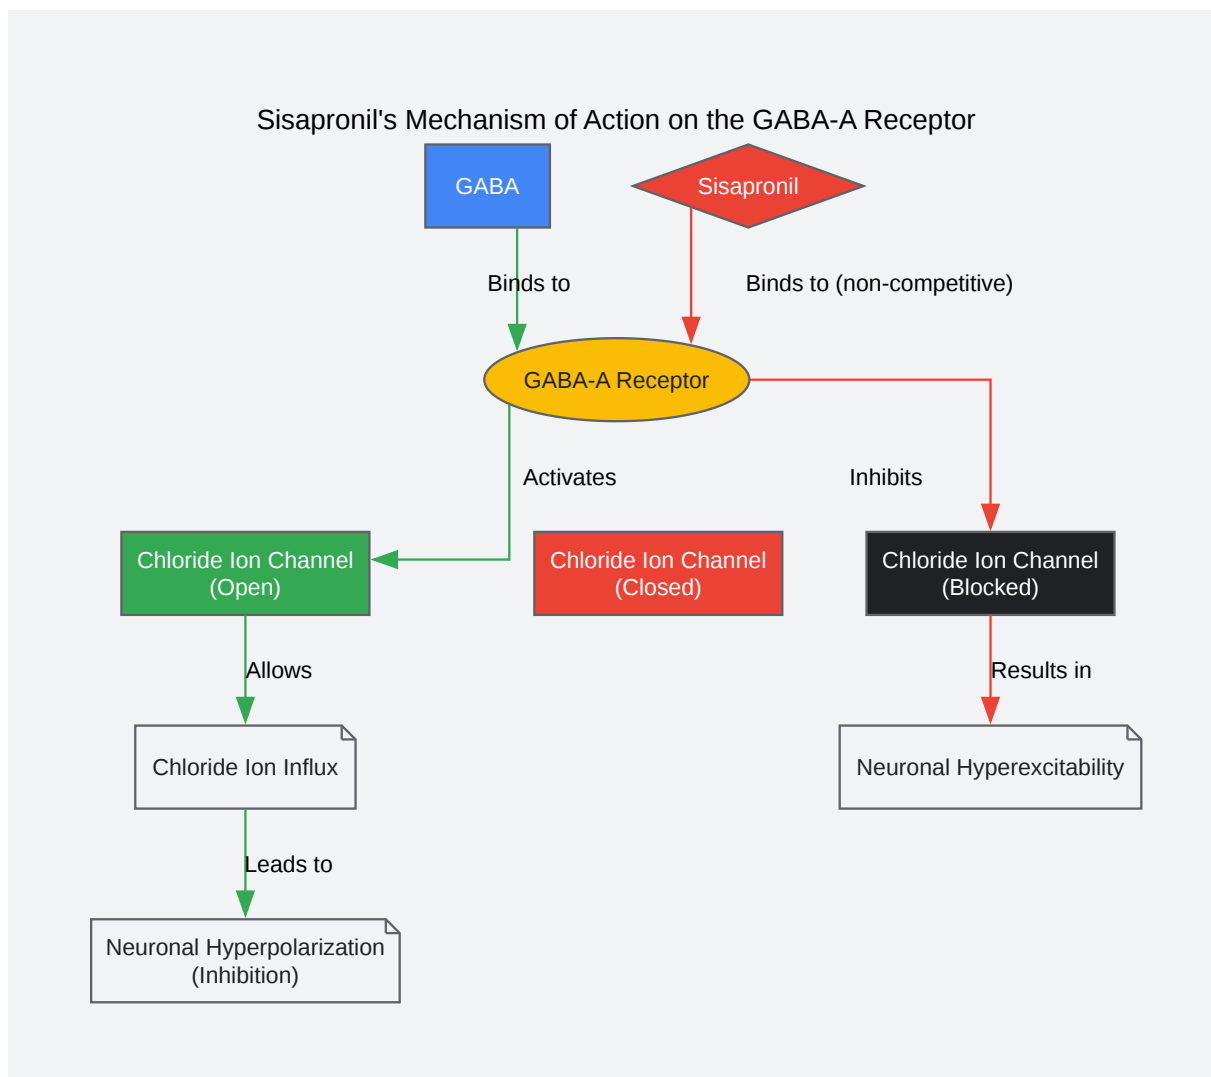 Sisapronil's Mechanism of Action on the GABA-A Receptor
GABA
Sisapronil
Binds to
Binds to (non-competitive)
GABA-A Receptor
Activates
Inhibits
Chloride Ion Channel
(Open)
Chloride Ion Channel
(Closed)
Chloride Ion Channel
(Blocked)
Allows
Results in
Chloride Ion Influx
Neuronal Hyperexcitability
Leads to
Neuronal Hyperpolarization
(Inhibition)